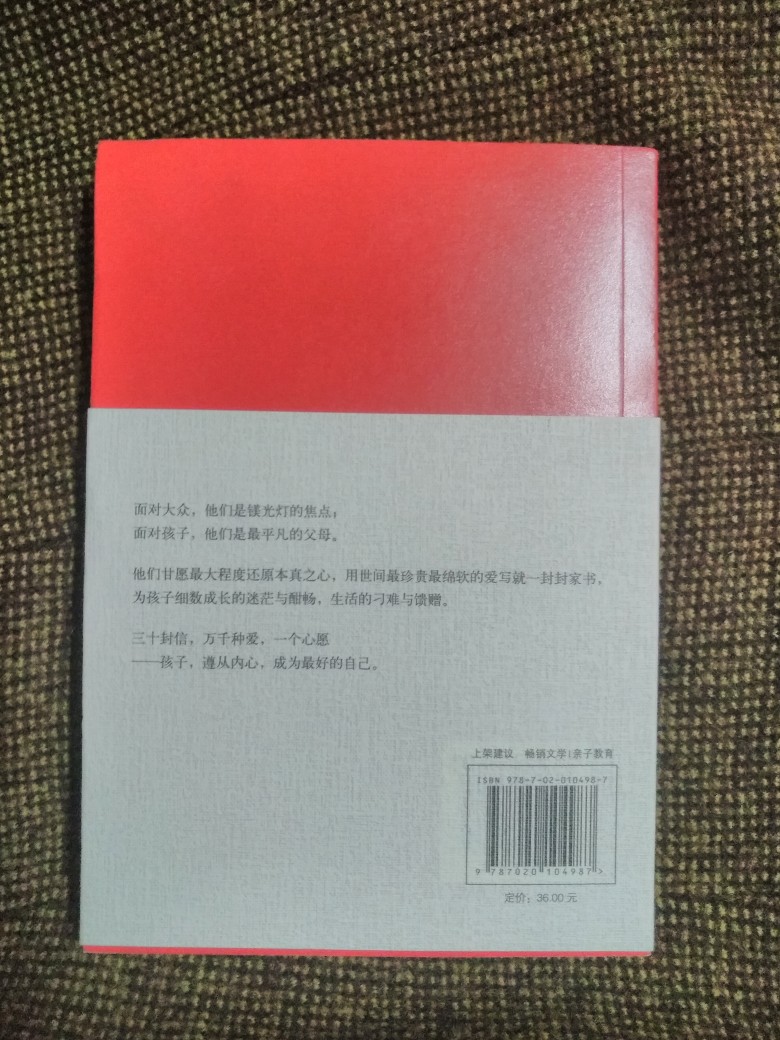 面对大众，他们是镁光灯的焦点；
面对孩子，他们是最平凡的父母。
他们甘愿最大程度还原本真之心，用世间最珍贵最绵软的爱写就一封封家书，
为孩子细数成长的迷茫与酣畅，生活的刁难与馈赠。
三十封信，万千种爱，一个心愿
——孩子，遵从内心，成为最好的自己。
上架建议 畅销文学|亲子教育
ISBN 978-7-02-010498-7
9 787020 104987 >
定价：36.00 元